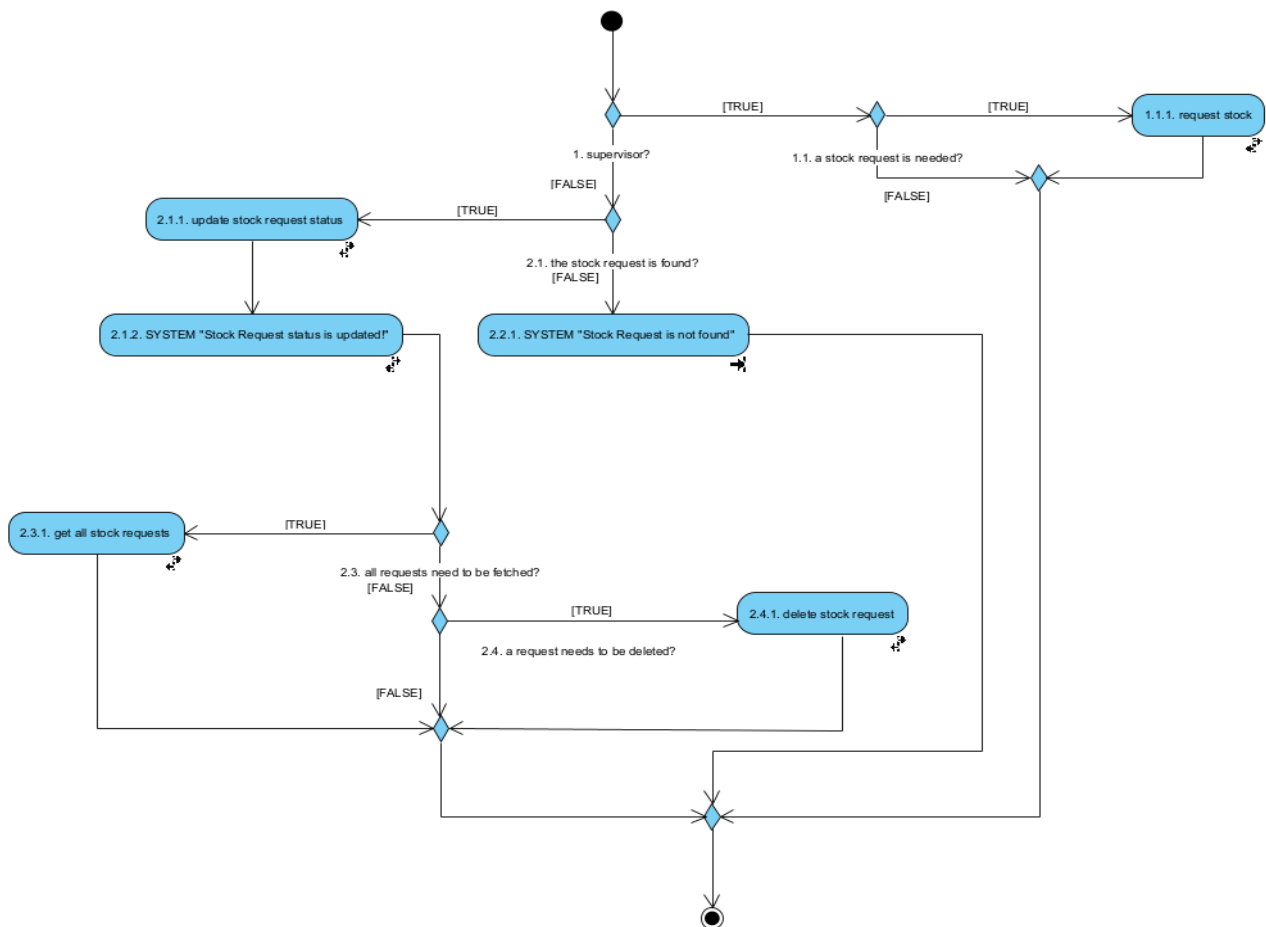 [TRUE]
[TRUE]
1.1.1. request stock
1. supervisor?
1.1. a stock request is needed?
[FALSE]
[FALSE]
[TRUE]
2.1.1. update stock request status
2.1. the stock request is found?
[FALSE]
2.1.2. SYSTEM "Stock Request status is updated!"
2.2.1. SYSTEM "Stock Request is not found"
[TRUE]
2.3.1. get all stock requests
2.3. all requests need to be fetched?
[FALSE]
[TRUE]
2.4.1. delete stock request
2.4. a request needs to be deleted?
[FALSE]